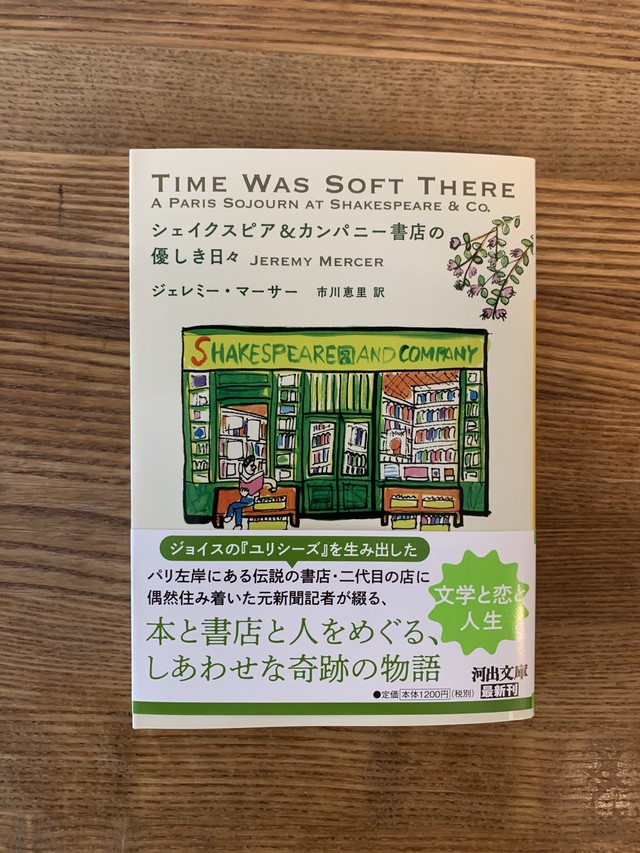 TIME WAS SOFT THERE
A PARIS SOJOURN AT SHAKESPEARE & CO.
シェイクスピア&カンパニー書店の
優しき日々 JEREMY MERCER
ジェレミー・マーサー 市川恵里 訳
SHAKESPEARE AND COMPANY
ジョイスの『ユリシーズ』を生み出した
パリ左岸にある伝説の書店・二代目の店に
偶然住み着いた元新聞記者が綴る、
本と書店と人をめぐる、
しあわせな奇跡の物語
文学と恋と
人生
河出文庫
最新刊
●定価 本体1200円(税別)